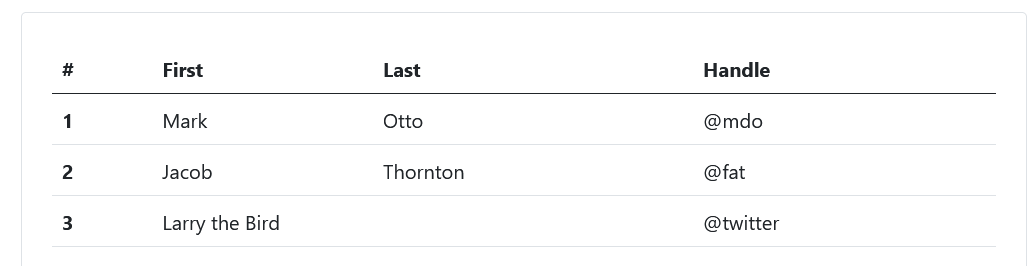 # First Last Handle
1 Mark Otto @mdo
2 Jacob Thornton @fat
3 Larry the Bird @twitter